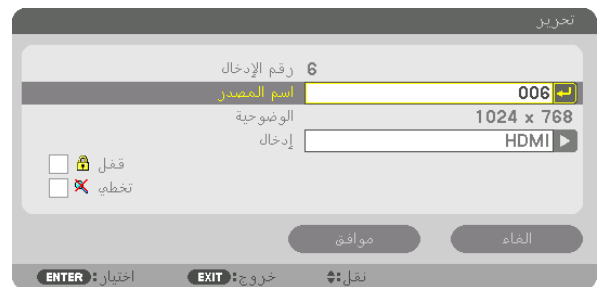 تحرير
رقم الإدخال 6
اسم المصدر 006
الوضوحية 1024 x 768
إدخال HDMI
قفل
تخطي
موافق الغاء
ENTER:اختيار EXIT:خروج نقل: